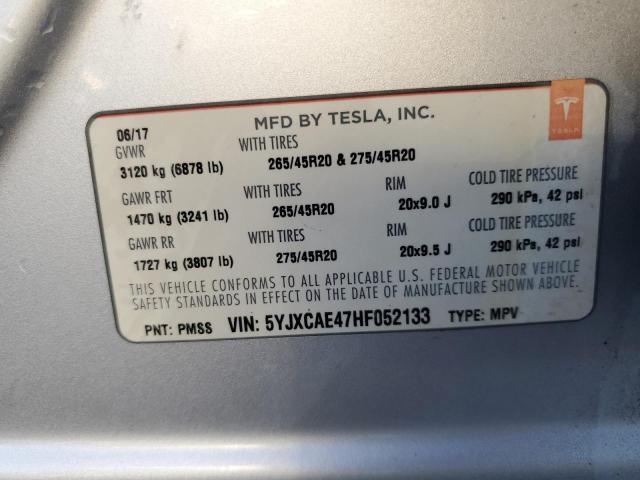 06/17 MFD BY TESLA, INC. TESLA
GVWR WITH TIRES
3120 kg (6878 lb) 265/45R20 & 275/45R20
GAWR FRT WITH TIRES RIM COLD TIRE PRESSURE
1470 kg (3241 lb) 265/45R20 20x9.0 J 290 kPa, 42 psi
GAWR RR WITH TIRES RIM COLD TIRE PRESSURE
1727 kg (3807 lb) 275/45R20 20x9.5 J 290 kPa, 42 psi
THIS VEHICLE CONFORMS TO ALL APPLICABLE U.S. FEDERAL MOTOR VEHICLE
SAFETY STANDARDS IN EFFECT ON THE DATE OF MANUFACTURE SHOWN ABOVE.
PNT: PMSS VIN: 5YJXCAE47HF052133 TYPE: MPV